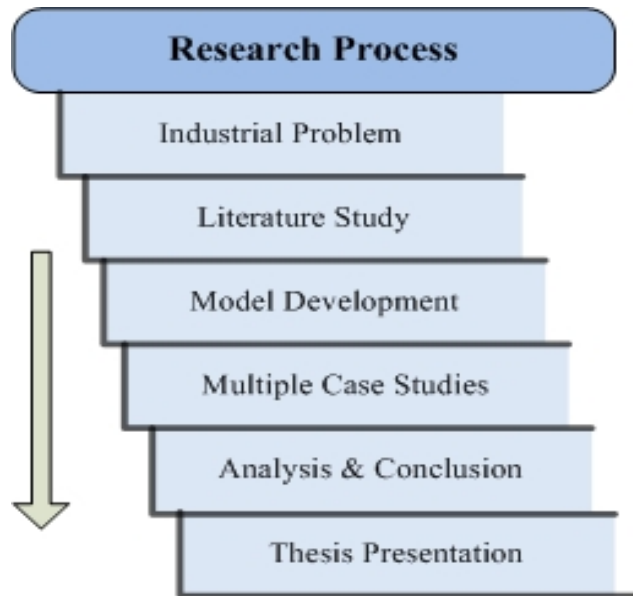 Research Process
Industrial Problem
Literature Study
Model Development
Multiple Case Studies
Analysis & Conclusion
Thesis Presentation